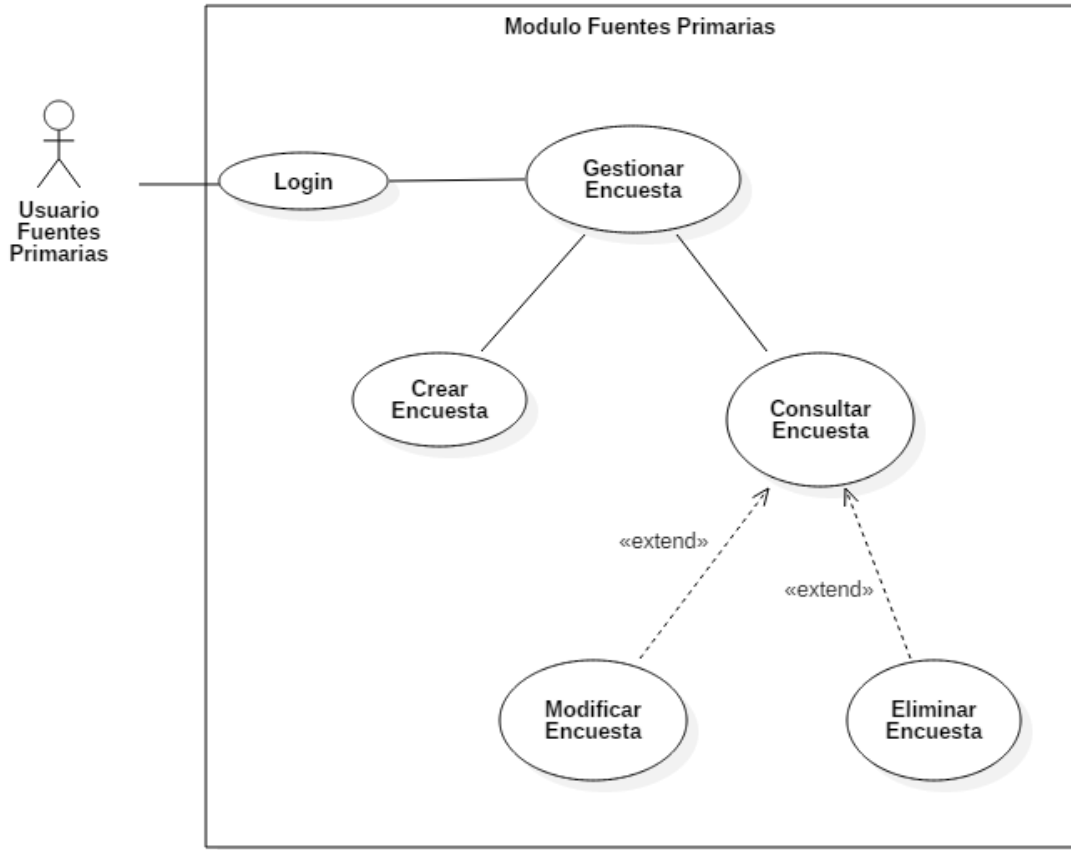 Modulo Fuentes Primarias
Usuario
Fuentes
Primarias
Login
Gestionar
Encuesta
Crear
Encuesta
Consultar
Encuesta
«extend»
«extend»
Modificar
Encuesta
Eliminar
Encuesta